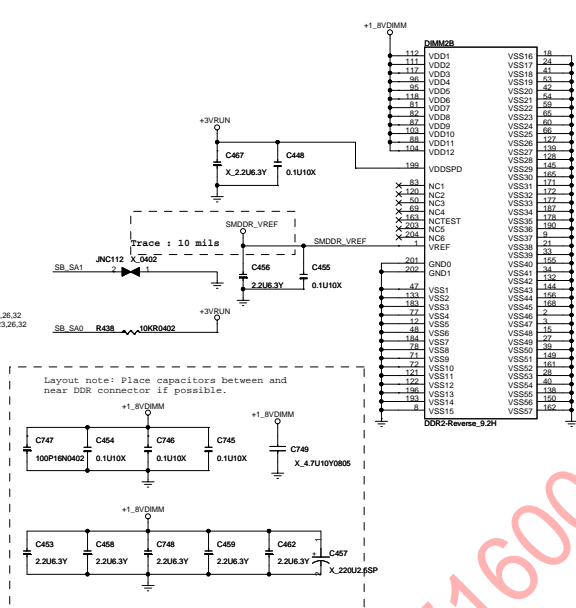 +1_8VDIMM
DIMM2B
112 VDD1 VSS16 18
111 VDD2 VSS17 24
117 VDD3 VSS18 41
96 VDD4 VSS19 53
95 VDD5 VSS20 42
118 VDD6 VSS21 54
81 VDD7 VSS22 59
82 VDD8 VSS23 65
87 VDD9 VSS24 60
103 VDD10 VSS25 66
88 VDD11 VSS26 127
104 VDD12 VSS27 139
VSS28 128
199 VDDSPD VSS29 145
VSS30 165
83 NC1 VSS31 171
120 NC2 VSS32 172
50 NC3 VSS33 177
69 NC4 VSS34 187
163 NCTEST VSS35 178
203 NC5 VSS36 190
204 NC6 VSS37 9
1 VREF VSS38 21
VSS39 33
201 GND0 VSS40 155
202 GND1 VSS41 34
VSS42 132
47 VSS1 VSS43 144
133 VSS2 VSS44 156
183 VSS3 VSS45 168
77 VSS4 VSS46 2
12 VSS5 VSS47 3
48 VSS6 VSS48 15
184 VSS7 VSS49 27
78 VSS8 VSS50 39
71 VSS9 VSS51 149
72 VSS10 VSS52 161
121 VSS11 VSS53 28
122 VSS12 VSS54 40
196 VSS13 VSS55 138
193 VSS14 VSS56 150
8 VSS15 VSS57 162
DDR2-Reverse_9.2H
+3VRUN
C467 C448
X_2.2U6.3Y 0.1U10X
SMDDR_VREF
Trace : 10 mils
SMDDR_VREF
JNC112 X_0402
SB_SA1 2 1
C456 C455
2.2U6.3Y 0.1U10X
+3VRUN
,26,32
3,26,32
SB_SA0 R438 10KR0402
Layout note: Place capacitors between and
near DDR connector if possible.
+1_8VDIMM +1_8VDIMM
C747 C454 C746 C745 C749
100P16N0402 0.1U10X 0.1U10X 0.1U10X X_4.7U10Y0805
+1_8VDIMM
C453 C458 C748 C459 C462 + 1 C457
2.2U6.3Y 2.2U6.3Y 2.2U6.3Y 2.2U6.3Y 2.2U6.3Y 2 X_220U2.5SP
1600